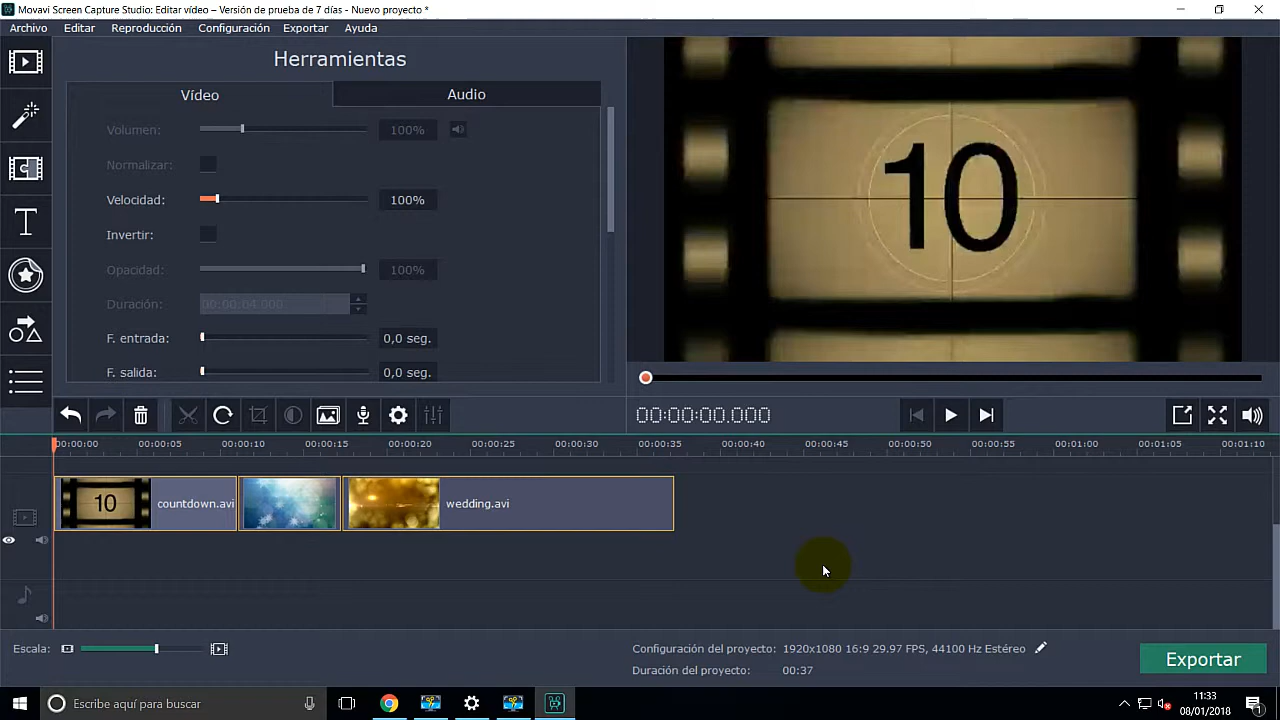 Movavi Screen Capture Studio: Editar vídeo – Versión de prueba de 7 días - Nuevo proyecto *
Archivo Editar Reproducción Configuración Exportar Ayuda
Herramientas
Vídeo Audio
Volumen: 100%
Normalizar:
Velocidad: 100%
Invertir:
Opacidad: 100%
Duración: 00:00:04.000
F. entrada: 0,0 seg.
F. salida: 0,0 seg.
10
00:00:00.000
00:00:00 00:00:05 00:00:10 00:00:15 00:00:20 00:00:25 00:00:30 00:00:35 00:00:40 00:00:45 00:00:50 00:00:55 00:01:00 00:01:05 00:01:10
10 countdown.avi wedding.avi
Escala:
Configuración del proyecto: 1920x1080 16:9 29.97 FPS, 44100 Hz Estéreo
Duración del proyecto: 00:37
Exportar
Escribe aquí para buscar
11:33
08/01/2018
1